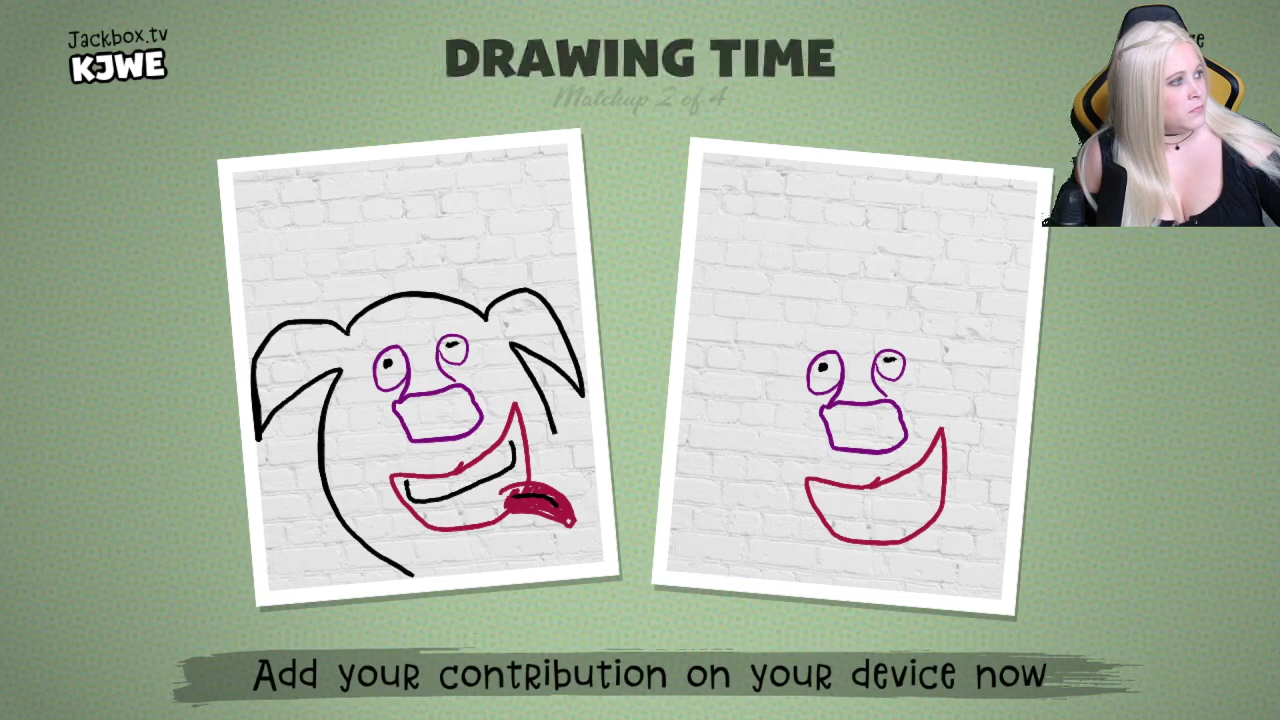 Jackbox.tv
KJWE
DRAWING TIME
Matchup 2 of 4
Add your contribution on your device now